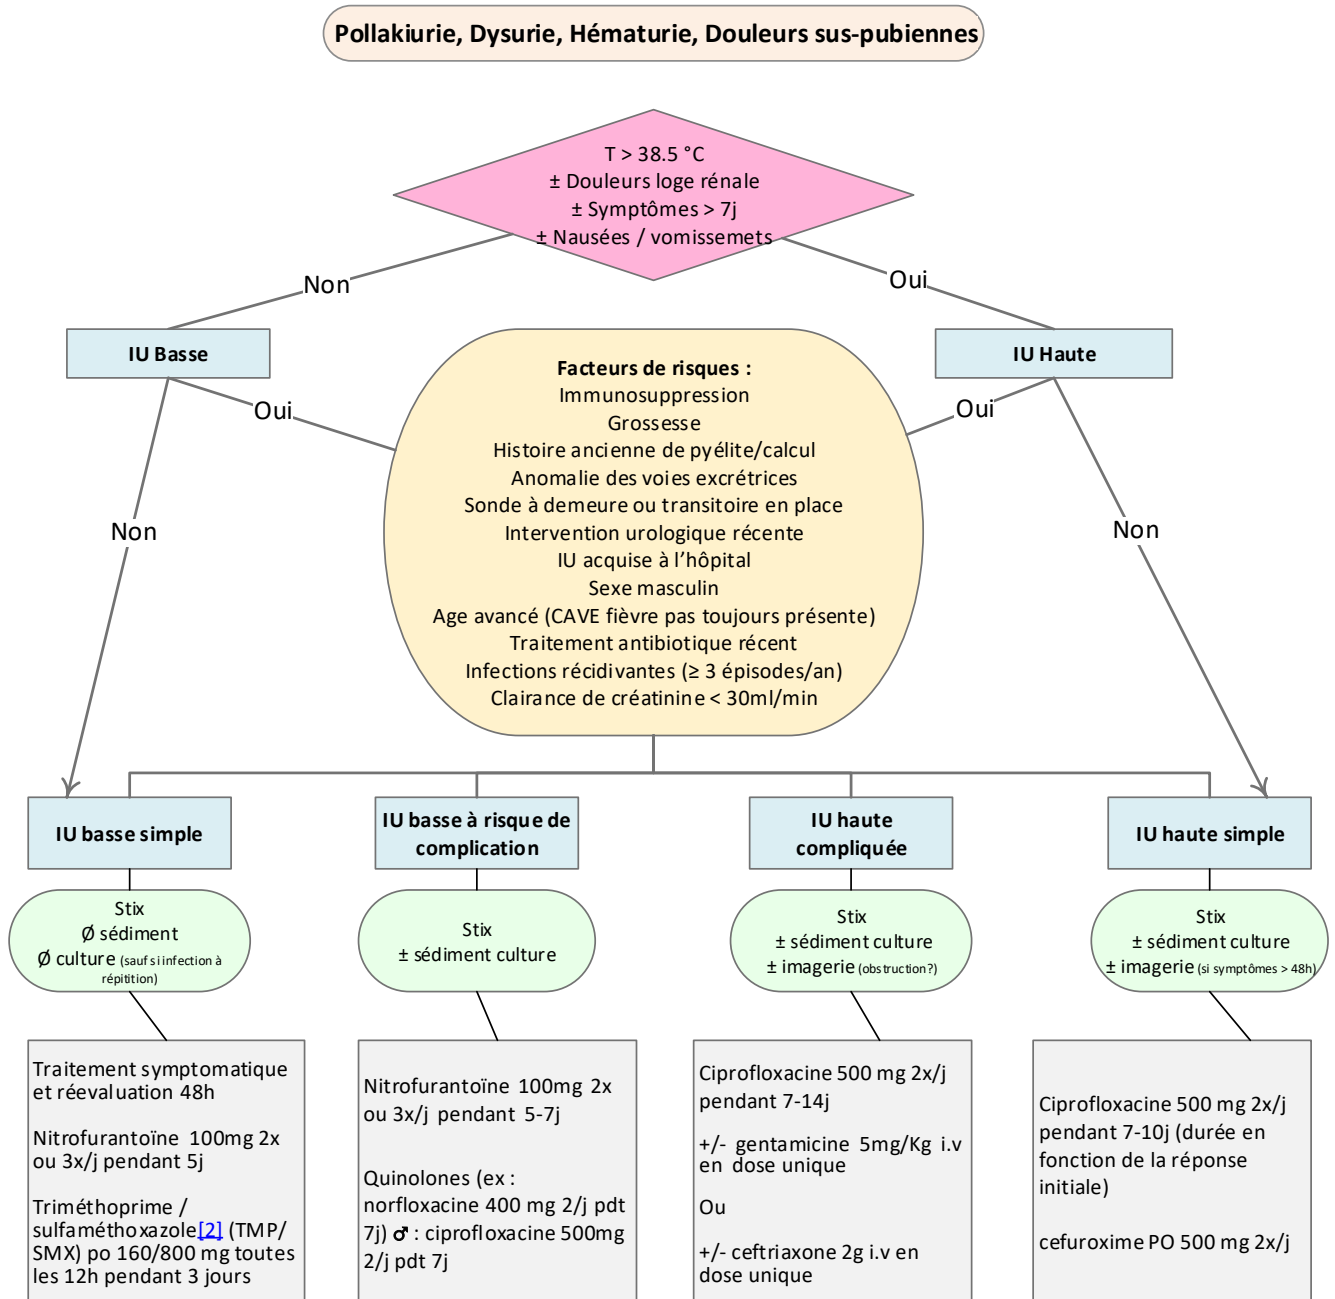 Pollakiurie, Dysurie, Hématurie, Douleurs sus-pubiennes
T > 38.5 °C
± Douleurs loge rénale
± Symptômes > 7j
± Nausées / vomissemets
Non
Oui
IU Basse
IU Haute
Oui
Oui
Facteurs de risques :
Immunosuppression
Grossesse
Histoire ancienne de pyélite/calcul
Anomalie des voies excrétrices
Sonde à demeure ou transitoire en place
Intervention urologique récente
IU acquise à l'hôpital
Sexe masculin
Age avancé (CAVE fièvre pas toujours présente)
Traitement antibiotique récent
Infections récidivantes (≥ 3 épisodes/an)
Clairance de créatinine < 30ml/min
Non
Non
IU basse simple
IU basse à risque de
complication
IU haute
compliquée
IU haute simple
Stix
Ø sédiment
Ø culture (sauf si infection à
répitition)
Stix
± sédiment culture
Stix
± sédiment culture
± imagerie (obstruction?)
Stix
± sédiment culture
± imagerie (si symptômes > 48h)
Traitement symptomatique
et réevaluation 48h
Nitrofurantoïne 100mg 2x
ou 3x/j pendant 5j
Triméthoprime /
sulfaméthoxazole[2] (TMP/
SMX) po 160/800 mg toutes
les 12h pendant 3 jours
Nitrofurantoïne 100mg 2x
ou 3x/j pendant 5-7j
Quinolones (ex :
norfloxacine 400 mg 2/j pdt
7j) ♂ : ciprofloxacine 500mg
2/j pdt 7j
Ciprofloxacine 500 mg 2x/j
pendant 7-14j
+/- gentamicine 5mg/Kg i.v
en dose unique
Ou
+/- ceftriaxone 2g i.v en
dose unique
Ciprofloxacine 500 mg 2x/j
pendant 7-10j (durée en
fonction de la réponse
initiale)
cefuroxime PO 500 mg 2x/j